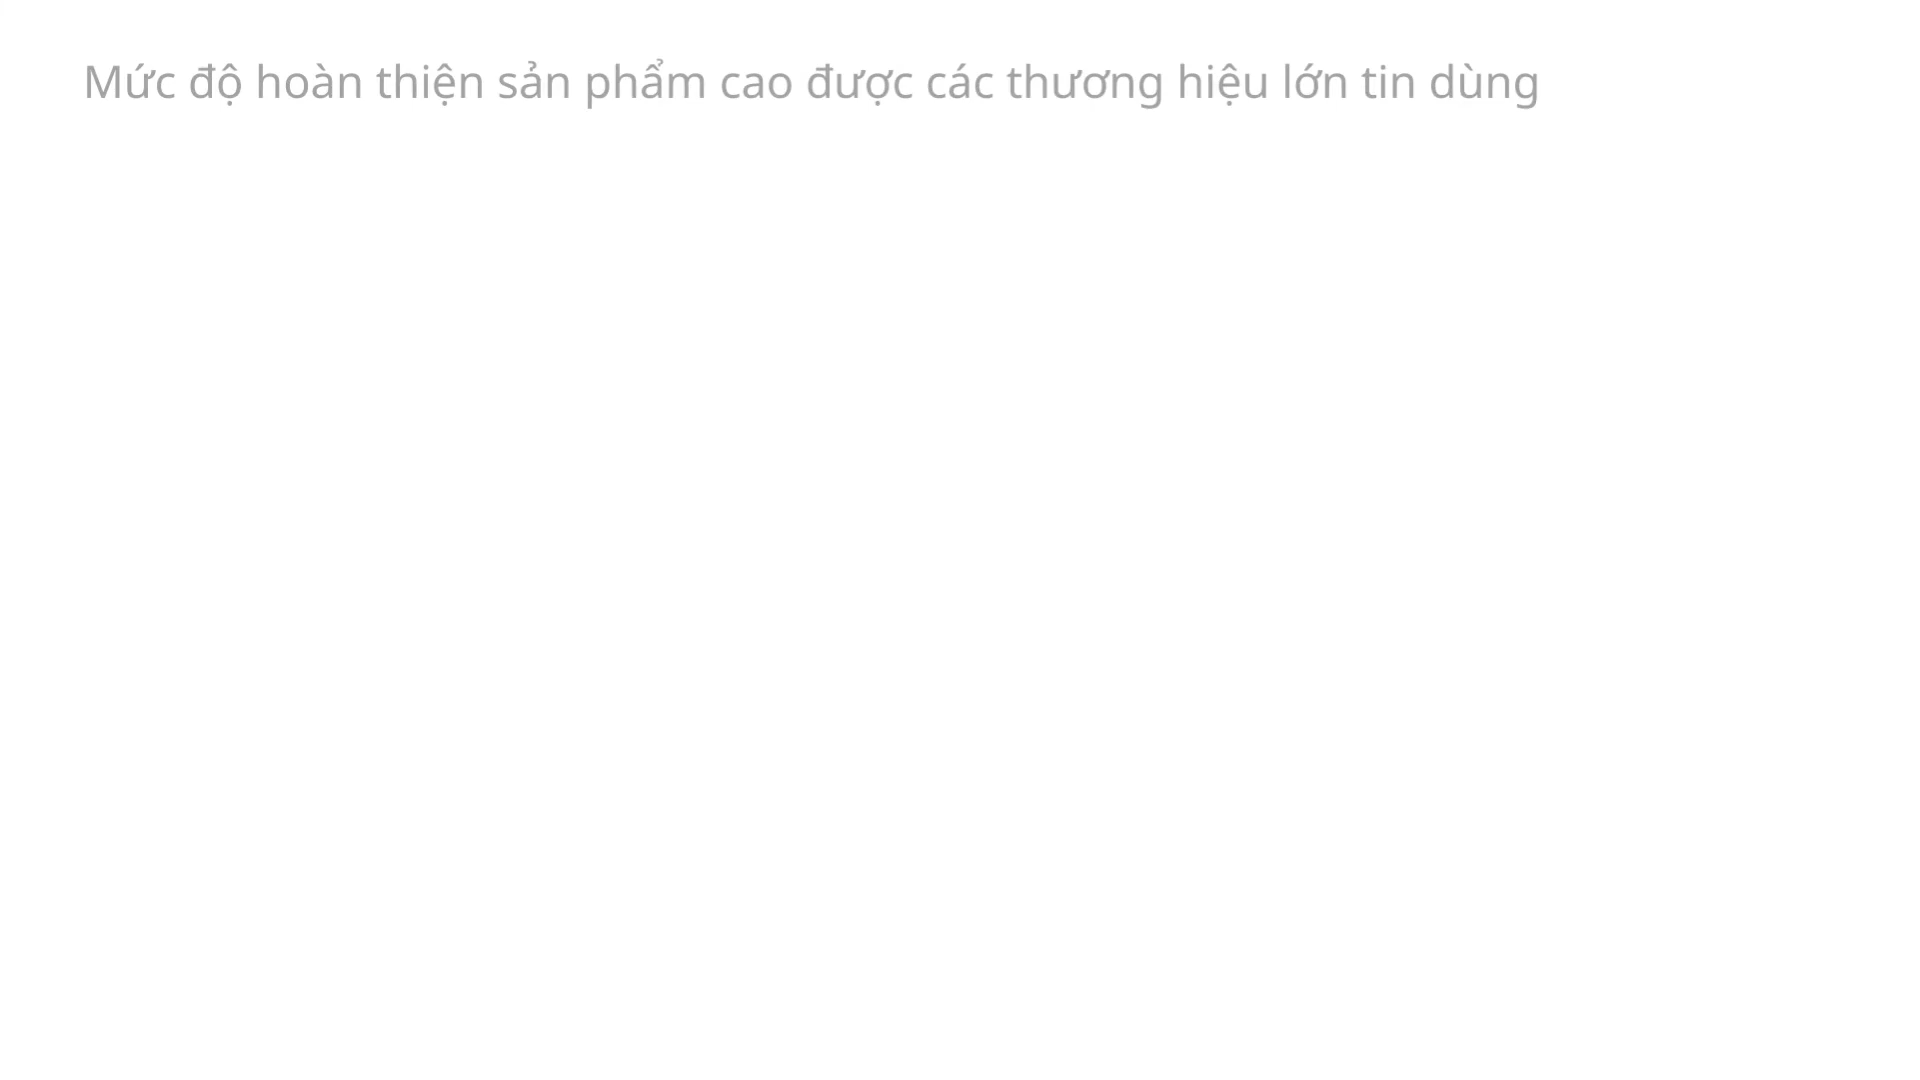 Mức độ hoàn thiện sản phẩm cao được các thương hiệu lớn tin dùng